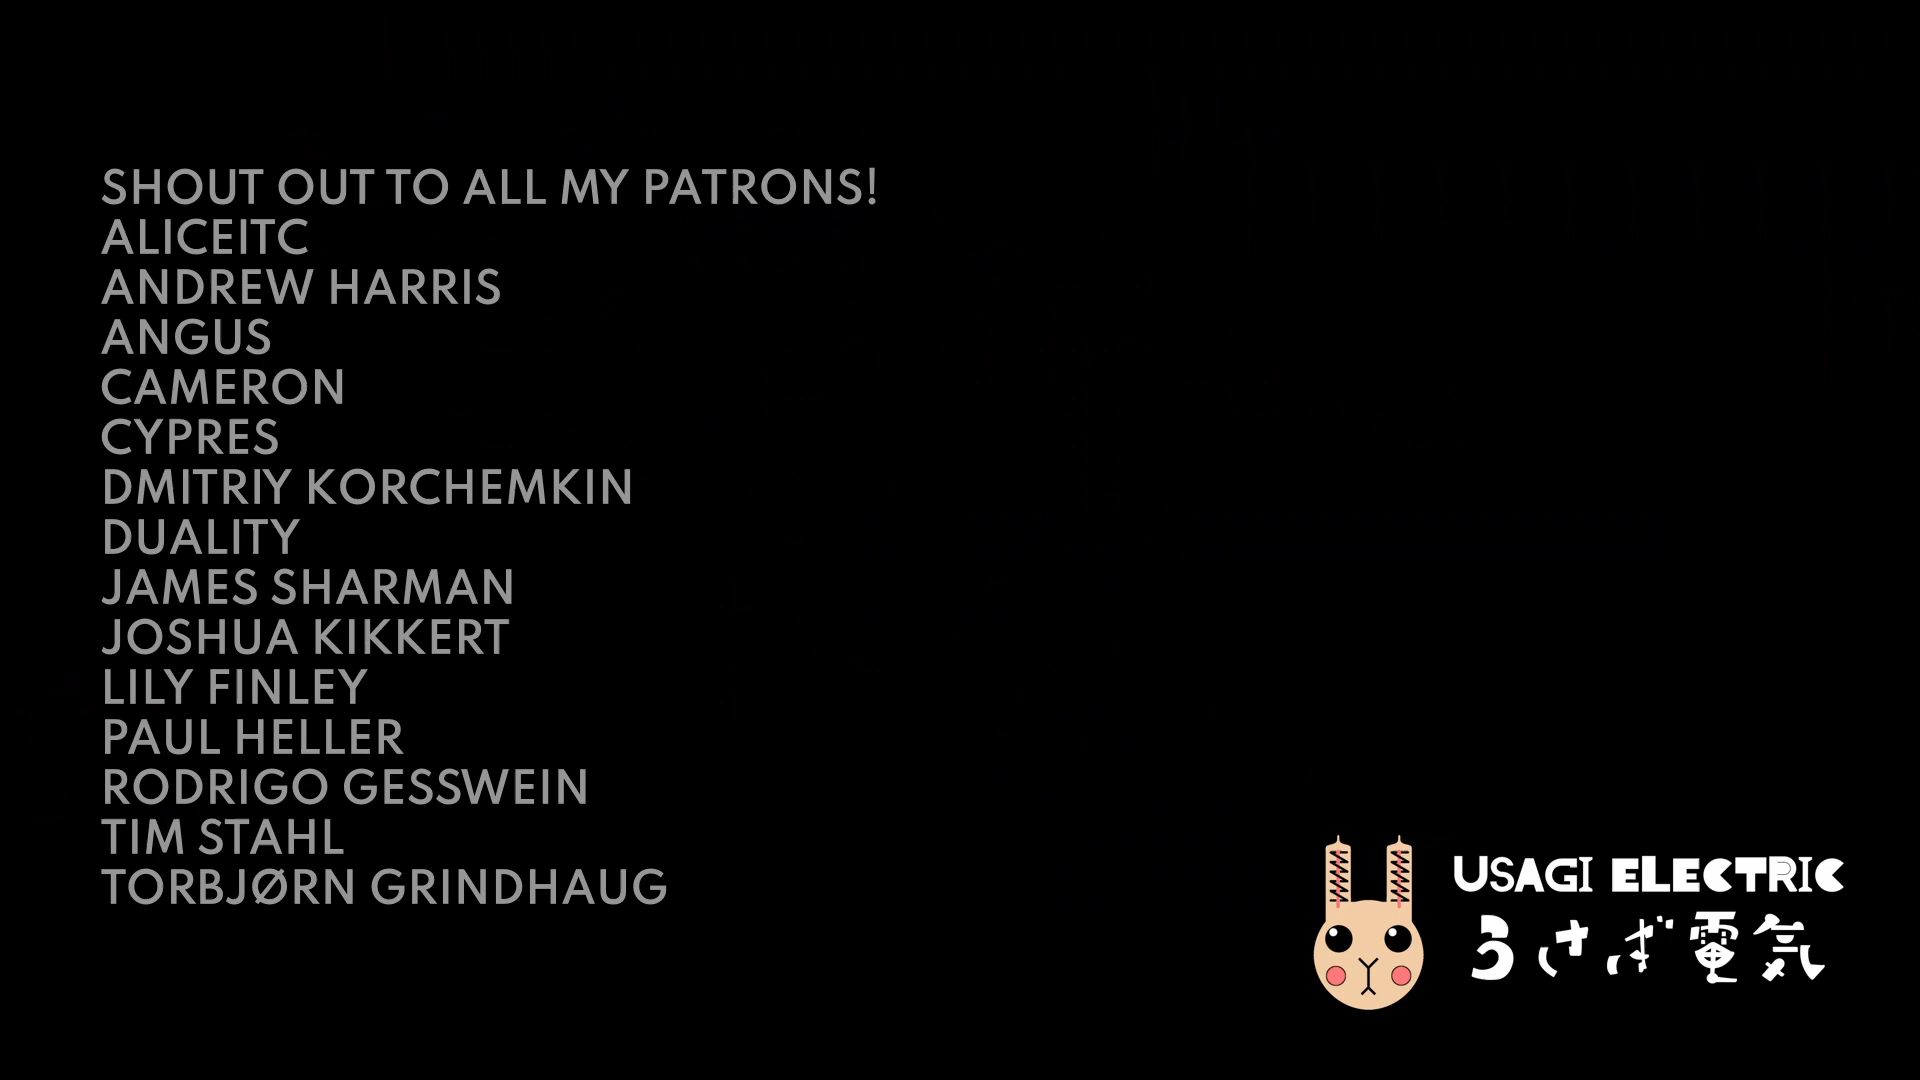 SHOUT OUT TO ALL MY PATRONS!
ALICEITC
ANDREW HARRIS
ANGUS
CAMERON
CYPRES
DMITRIY KORCHEMKIN
DUALITY
JAMES SHARMAN
JOSHUA KIKKERT
LILY FINLEY
PAUL HELLER
RODRIGO GESSWEIN
TIM STAHL
TORBJØRN GRINDHAUG
USAGI ELECTRIC
うさぎ電気